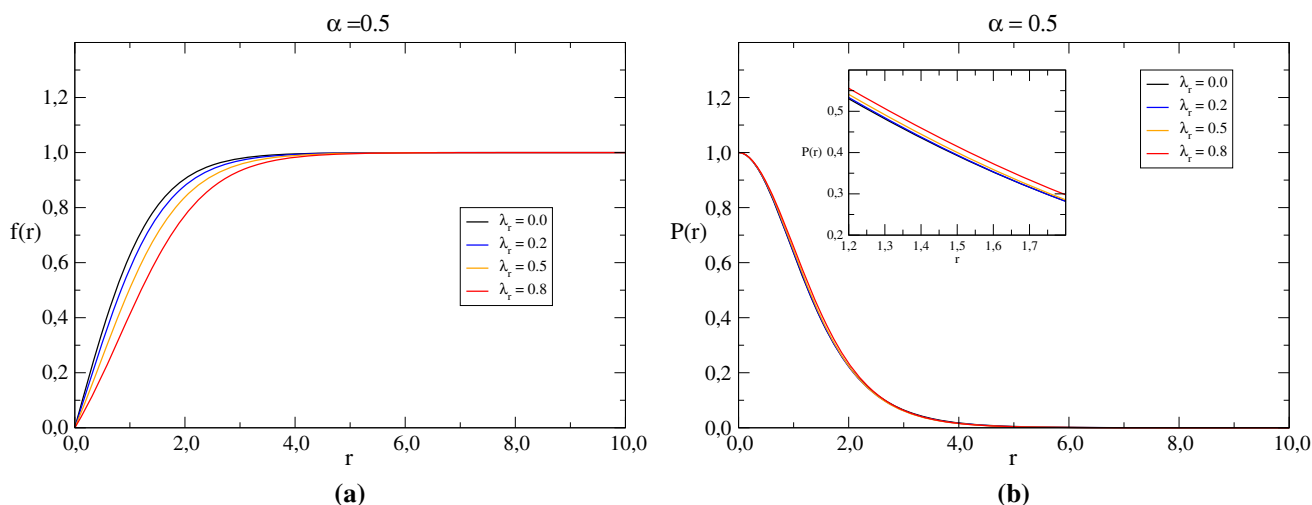 α =0.5
1,2
1,0
0,8
0,6
0,4
0,2
0,0
f(r)
λr = 0.0
λr = 0.2
λr = 0.5
λr = 0.8
0,0 2,0 4,0 6,0 8,0 10,0
r
(a)
α = 0.5
1,2
1,0
0,8
0,6
0,4
0,2
0,0
P(r)
0,5
0,4
0,3
0,2
P(r)
1,2 1,3 1,4 1,5 1,6 1,7
r
λr = 0.0
λr = 0.2
λr = 0.5
λr = 0.8
0,0 2,0 4,0 6,0 8,0 10,0
r
(b)